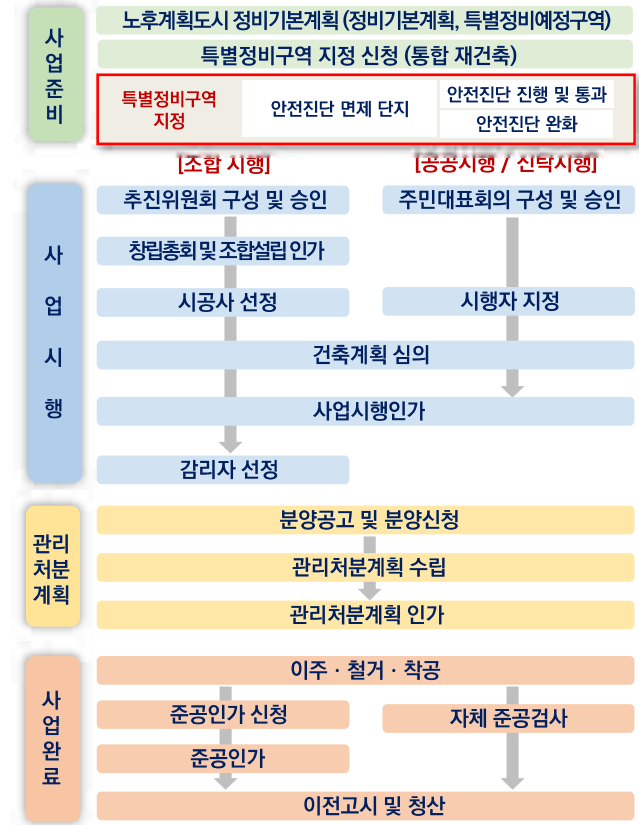 사업준비
노후계획도시 정비기본계획 (정비기본계획, 특별정비예정구역)
특별정비구역 지정 신청 (통합 재건축)
특별정비구역
지정
안전진단 면제 단지
안전진단 진행 및 통과
안전진단 완화
[조합 시행]
[공공시행 / 신탁시행]
사업시행
추진위원회 구성 및 승인
주민대표회의 구성 및 승인
창립총회 및 조합설립 인가
시공사 선정
시행자 지정
건축계획 심의
사업시행인가
감리자 선정
관리
처분
계획
분양공고 및 분양신청
관리처분계획 수립
관리처분계획 인가
사업완료
이주 · 철거 · 착공
준공인가 신청
자체 준공검사
준공인가
이전고시 및 청산